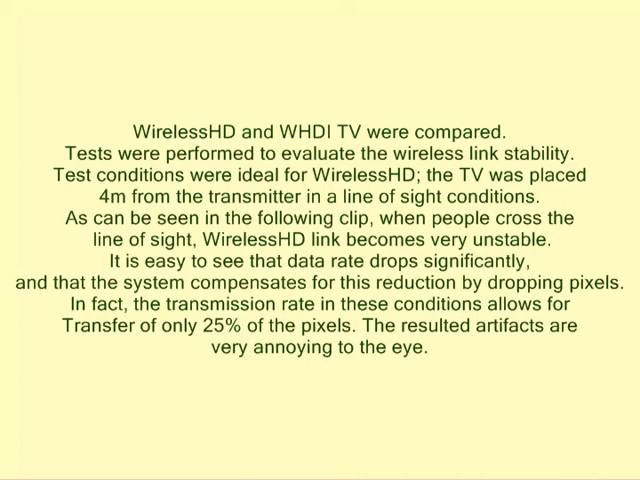 WirelessHD and WHDI TV were compared.
Tests were performed to evaluate the wireless link stability.
Test conditions were ideal for WirelessHD; the TV was placed
4m from the transmitter in a line of sight conditions.
As can be seen in the following clip, when people cross the
line of sight, WirelessHD link becomes very unstable.
It is easy to see that data rate drops significantly,
and that the system compensates for this reduction by dropping pixels.
In fact, the transmission rate in these conditions allows for
Transfer of only 25% of the pixels. The resulted artifacts are
very annoying to the eye.